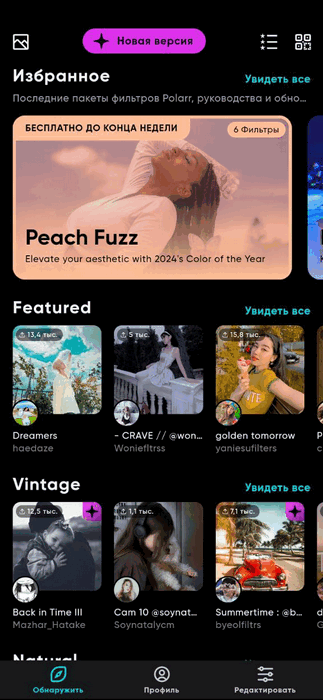 Новая версия
Избранное
Увидеть все
Последние пакеты фильтров Polarr, руководства и обно...
БЕСПЛАТНО ДО КОНЦА НЕДЕЛИ
6 Фильтры
Peach Fuzz
Elevate your aesthetic with 2024's Color of the Year
Featured
Увидеть все
13,4 тыс.
5 тыс.
15,8 тыс.
Dreamers
- CRAVE // @won...
golden tomorrow
haedaze
Woniefltrss
yaniesufilters
Vintage
Увидеть все
12,5 тыс.
1,1 тыс.
7,1 тыс.
Back in Time III
Cam 10 @soynat...
Summertime : @b...
Mazhar_Hatake
Soynatalycm
byeolfiltrs
Natural
Обнаружить
Профиль
Редактировать